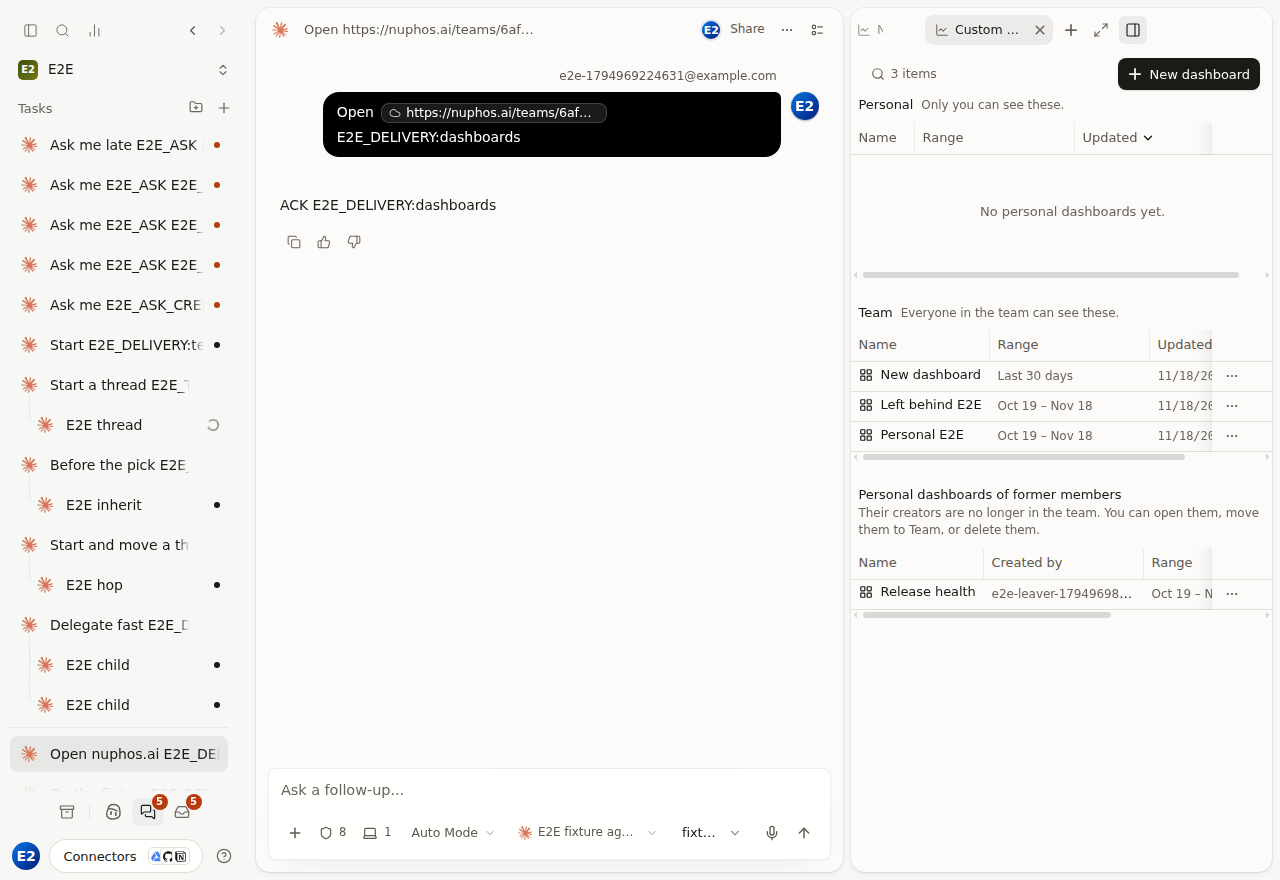 E2 E2E
Tasks
Ask me late E2E_ASK
Ask me E2E_ASK E2E_
Ask me E2E_ASK E2E_
Ask me E2E_ASK E2E_
Ask me E2E_ASK_CRE
Start E2E_DELIVERY:te
Start a thread E2E_T
E2E thread
Before the pick E2E_
E2E inherit
Start and move a th
E2E hop
Delegate fast E2E_D
E2E child
E2E child
Open nuphos.ai E2E_DE
5 5
E2 Connectors
Open https://nuphos.ai/teams/6af... E2 Share
e2e-1794969224631@example.com
Open https://nuphos.ai/teams/6af... E2
E2E_DELIVERY:dashboards
ACK E2E_DELIVERY:dashboards
Ask a follow-up...
8 1 Auto Mode E2E fixture ag... fixt...
Custom ...
3 items New dashboard
Personal Only you can see these.
Name Range Updated
No personal dashboards yet.
Team Everyone in the team can see these.
Name Range Updated
New dashboard Last 30 days 11/18/20
Left behind E2E Oct 19 – Nov 18 11/18/20
Personal E2E Oct 19 – Nov 18 11/18/20
Personal dashboards of former members
Their creators are no longer in the team. You can open them, move
them to Team, or delete them.
Name Created by Range
Release health e2e-leaver-17949698... Oct 19 – N